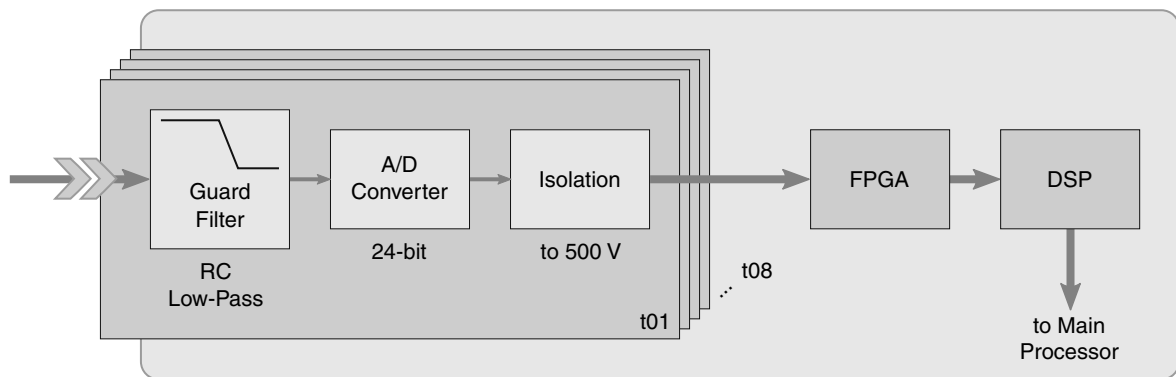 Guard
Filter
RC
Low-Pass
A/D
Converter
24-bit
Isolation
to 500 V
t01
... t08
FPGA
DSP
to Main
Processor